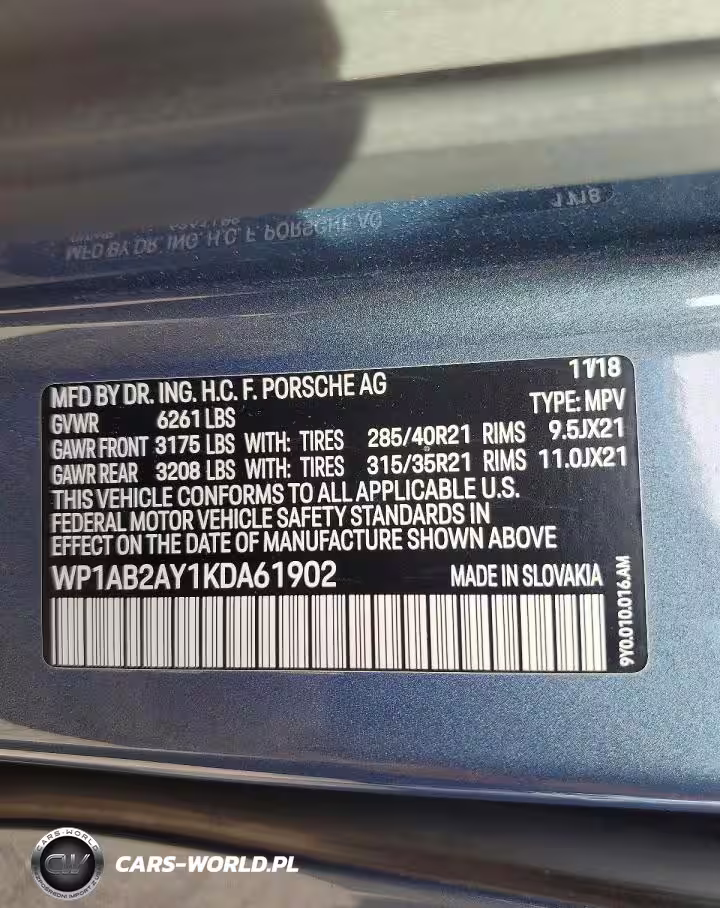 MFD BY DR. ING. H.C. F. PORSCHE AG 11/18
GVWR 6261 LBS TYPE: MPV
GAWR FRONT 3175 LBS WITH: TIRES 285/40R21 RIMS 9.5JX21
GAWR REAR 3208 LBS WITH: TIRES 315/35R21 RIMS 11.0JX21
THIS VEHICLE CONFORMS TO ALL APPLICABLE U.S.
FEDERAL MOTOR VEHICLE SAFETY STANDARDS IN
EFFECT ON THE DATE OF MANUFACTURE SHOWN ABOVE
WP1AB2AY1KDA61902 MADE IN SLOVAKIA
9Y0.010.016.AM
CARS-WORLD
CW
CARS-WORLD.PL